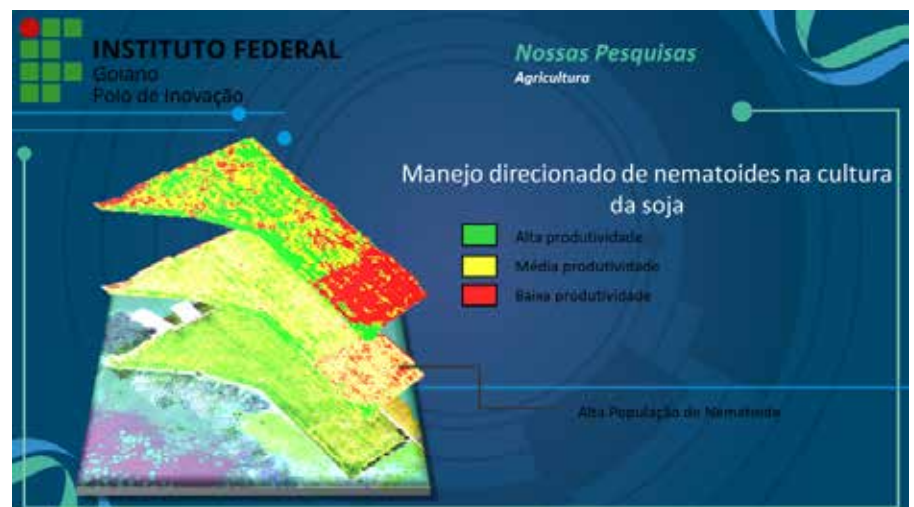 INSTITUTO FEDERAL
Goiano
Polo de Inovação
Nossas Pesquisas
Agricultura
Manejo direcionado de nematoides na cultura
da soja
Alta produtividade
Média produtividade
Baixa produtividade
Alta População de Nematoide